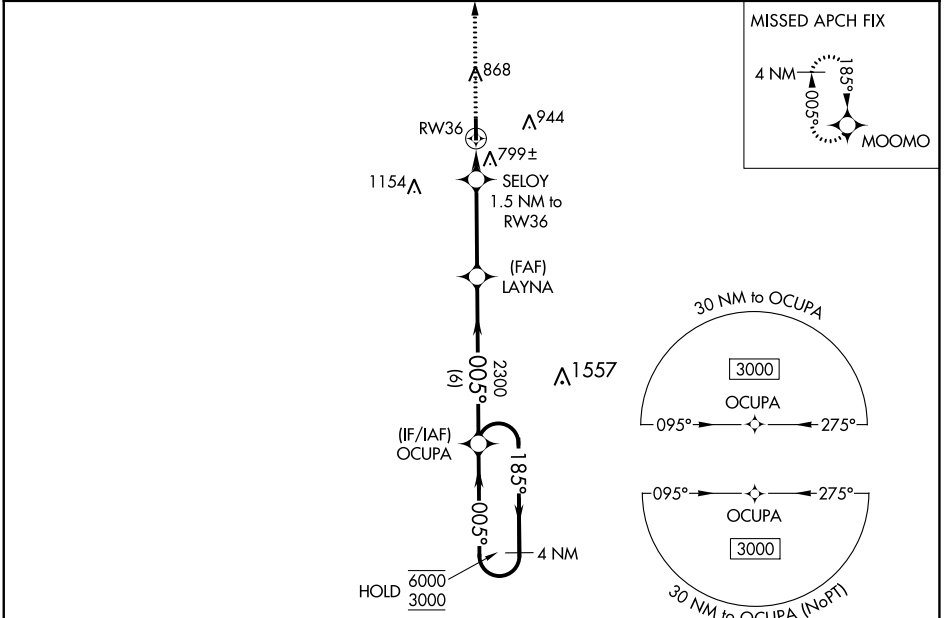 MISSED APCH FIX
4 NM
185°
005°
MOOMO
868
RW36
944
799±
1154
SELOY
1.5 NM to
RW36
(FAF)
LAYNA
2300
005°
(6)
1557
(IF/IAF)
OCUPA
185°
005°
4 NM
HOLD
6000
3000
30 NM to OCUPA
3000
OCUPA
095°
275°
095°
275°
OCUPA
3000
30 NM to OCUPA (NoPT)